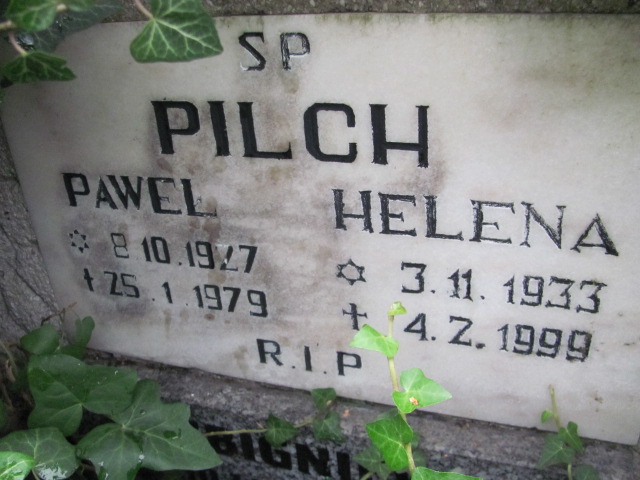 SP
PILCH
PAWEL HELENA
✡ 8.10.1927 ✡ 3.11.1933
✝ 25.1.1979 ✝ 4.2.1999
R.I.P